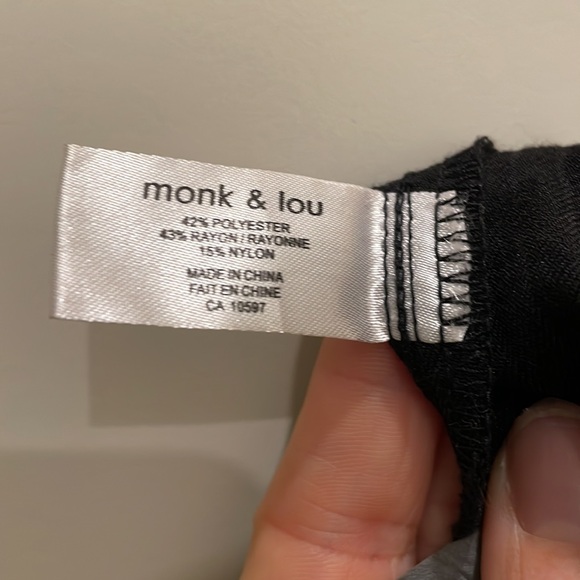 monk & lou
42% POLYESTER
43% RAYON / RAYONNE
15% NYLON
MADE IN CHINA
FAIT EN CHINE
CA 10597